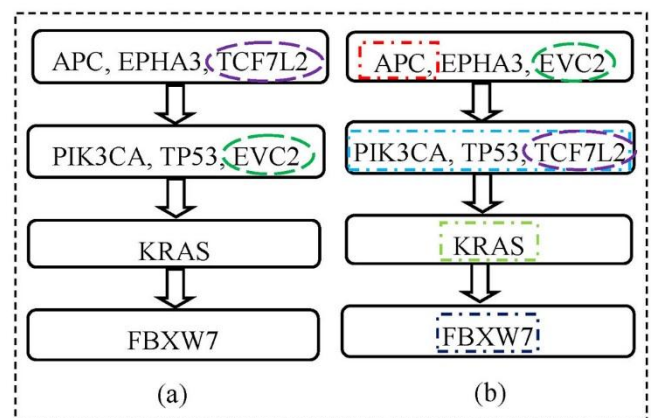 APC, EPHA3, TCF7L2
PIK3CA, TP53, EVC2
KRAS
FBXW7
(a)
APC, EPHA3, EVC2
PIK3CA, TP53, TCF7L2
KRAS
FBXW7
(b)